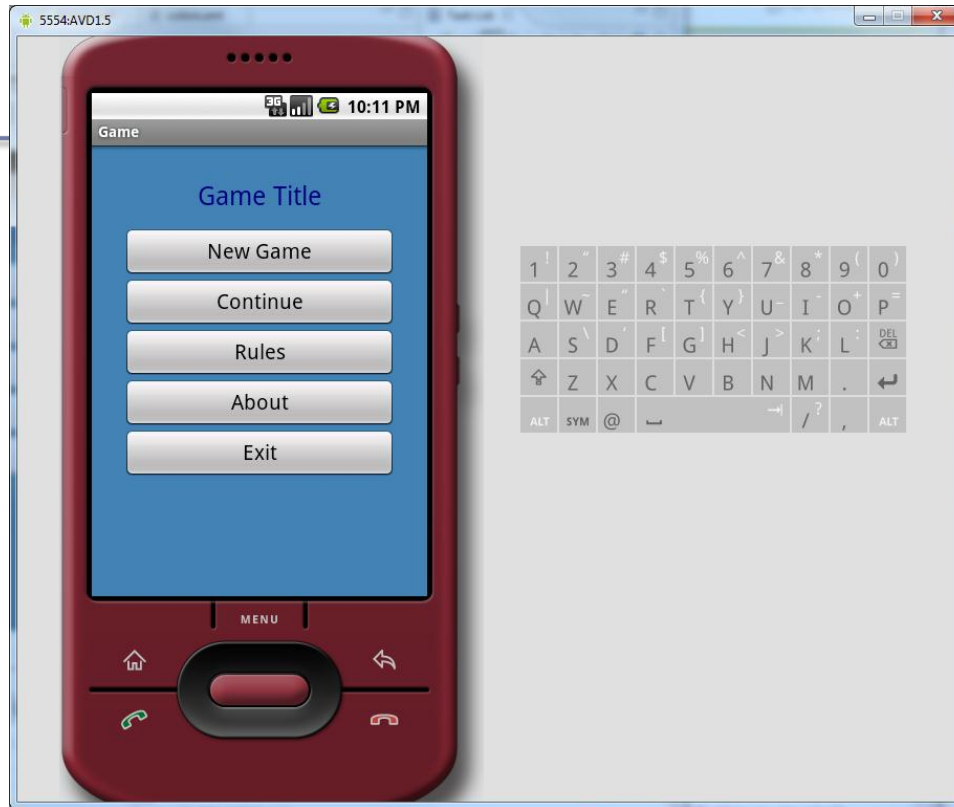 5554:AVD1.5
3G 10:11 PM
Game
Game Title
New Game
Continue
Rules
About
Exit
MENU
1 ! 2 " 3 # 4 $ 5 % 6 ^ 7 & 8 * 9 ( 0 )
Q | W ~ E " R ` T { Y } U _ I - O + P =
A S \ D ' F [ G ] H < J > K ; L : DEL
Z X C V B N M .
ALT SYM @ / ? , ALT